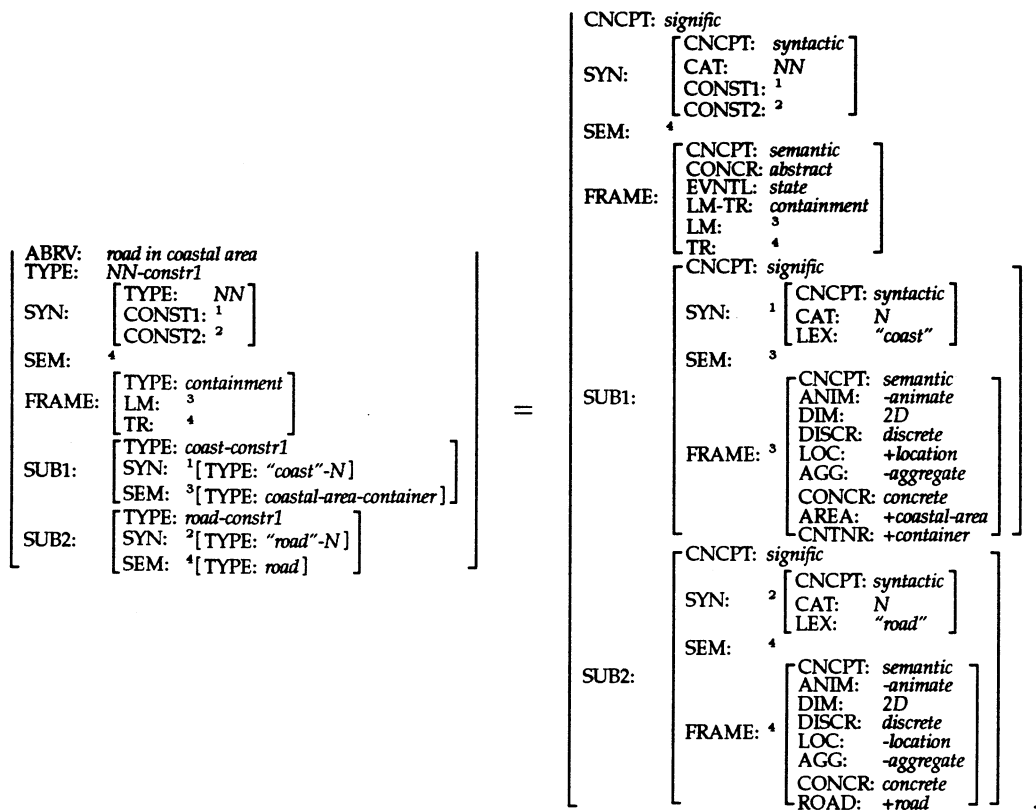 ABRV: road in coastal area
TYPE: NN-constr1
SYN: [TYPE: NN
CONST1: 1
CONST2: 2]
SEM: 4
FRAME: [TYPE: containment
LM: 3
TR: 4]
SUB1: [TYPE: coast-constr1
SYN: 1[TYPE: "coast"-N]
SEM: 3[TYPE: coastal-area-container]]
SUB2: [TYPE: road-constr1
SYN: 2[TYPE: "road"-N]
SEM: 4[TYPE: road]]
=
CNCPT: signific
SYN: [CNCPT: syntactic
CAT: NN
CONST1: 1
CONST2: 2]
SEM: 4
FRAME: [CNCPT: semantic
CONCR: abstract
EVNTL: state
LM-TR: containment
LM: 3
TR: 4]
SUB1: [CNCPT: signific
SYN: 1 [CNCPT: syntactic
CAT: N
LEX: "coast"]
SEM: 3
FRAME: 3 [CNCPT: semantic
ANIM: -animate
DIM: 2D
DISCR: discrete
LOC: +location
AGG: -aggregate
CONCR: concrete
AREA: +coastal-area
CNTNR: +container]]
SUB2: [CNCPT: signific
SYN: 2 [CNCPT: syntactic
CAT: N
LEX: "road"]
SEM: 4
FRAME: 4 [CNCPT: semantic
ANIM: -animate
DIM: 2D
DISCR: discrete
LOC: -location
AGG: -aggregate
CONCR: concrete
ROAD: +road]] .